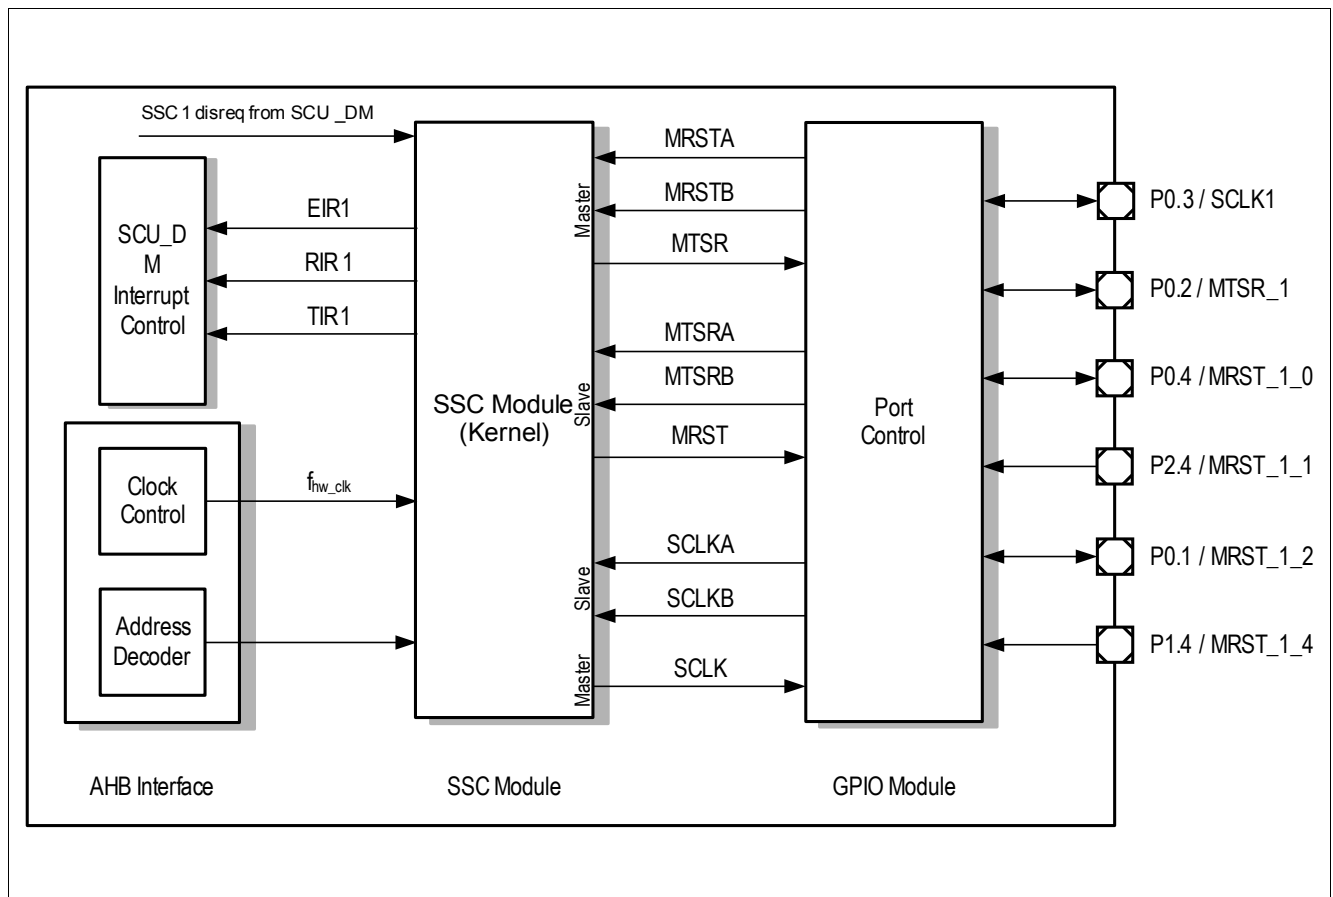 SSC 1 disreq from SCU _DM
SCU_D
M
Interrupt
Control
EIR1
RIR 1
TIR 1
Clock
Control
Address
Decoder
f_hw_clk
SSC Module
(Kernel)
Master
Slave
Slave
Master
MRSTA
MRSTB
MTSR
MTSRA
MTSRB
MRST
SCLKA
SCLKB
SCLK
Port
Control
P0.3 / SCLK1
P0.2 / MTSR_1
P0.4 / MRST_1_0
P2.4 / MRST_1_1
P0.1 / MRST_1_2
P1.4 / MRST_1_4
AHB Interface
SSC Module
GPIO Module